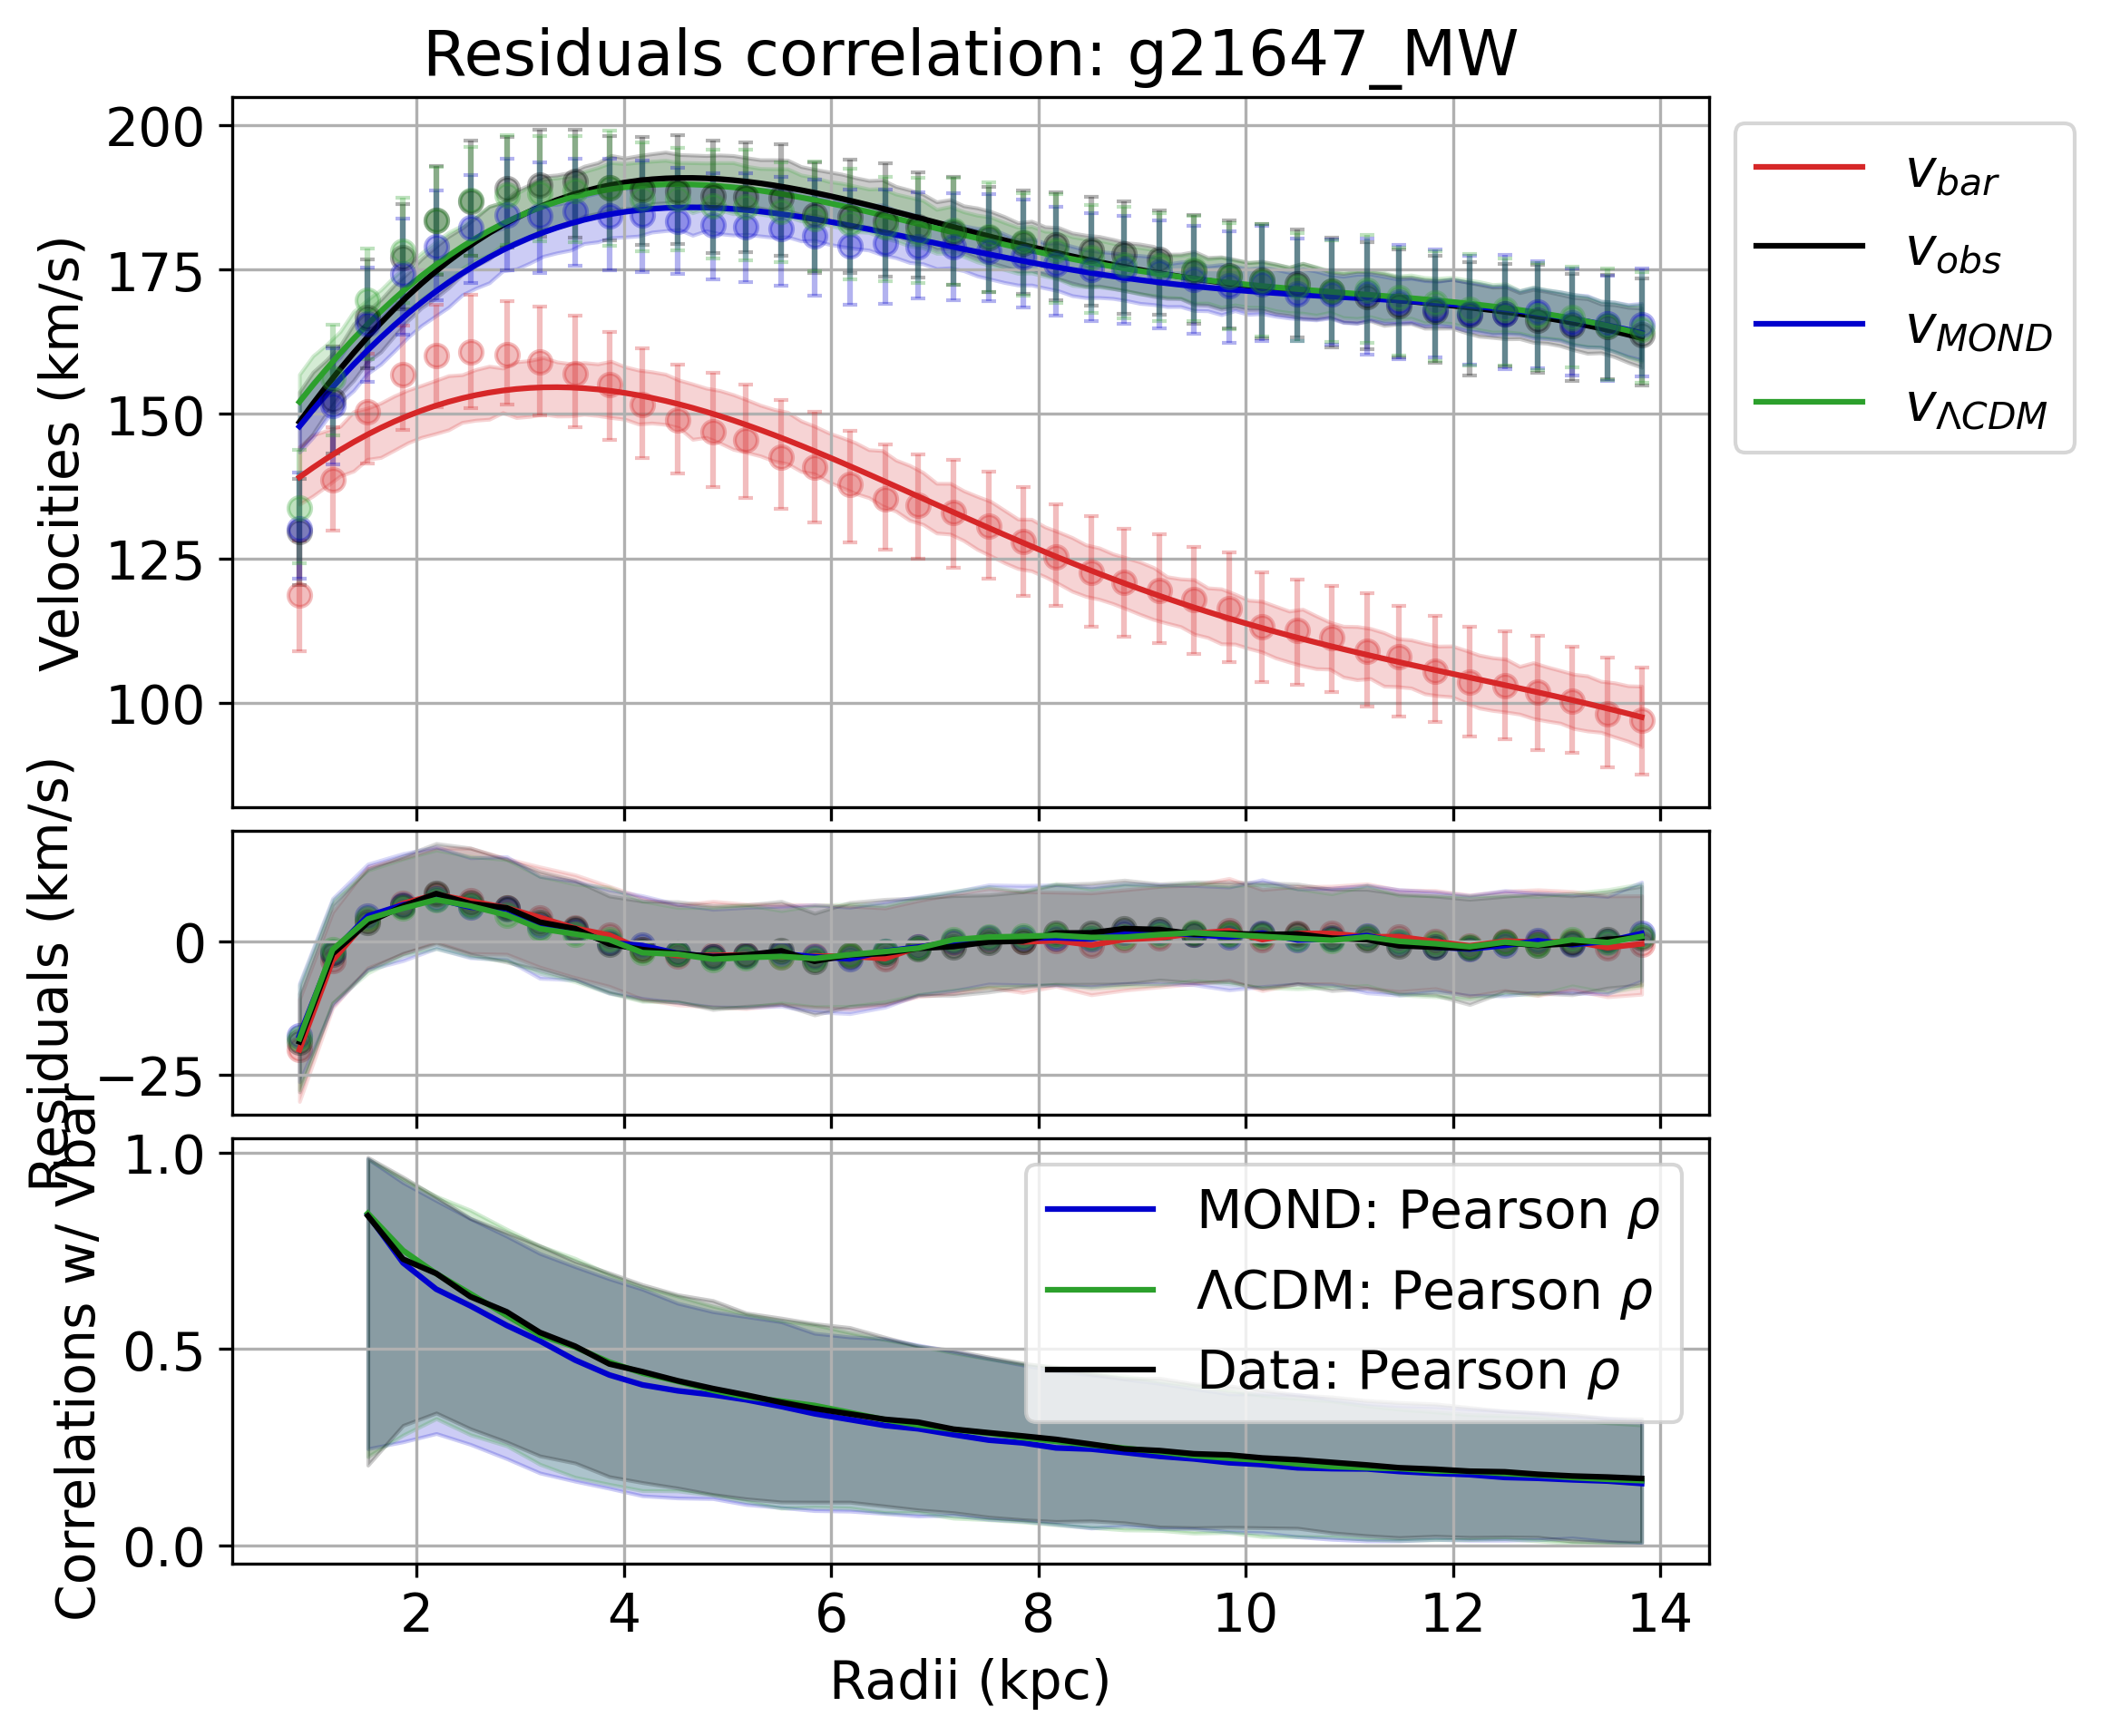 Residuals correlation: g21647_MW
Velocities (km/s)
200
175
150
125
100
v_bar
v_obs
v_MOND
v_ΛCDM
Residuals (km/s)
0
−25
Correlations w/ Vbar
1.0
0.5
0.0
MOND: Pearson ρ
ΛCDM: Pearson ρ
Data: Pearson ρ
2 4 6 8 10 12 14
Radii (kpc)